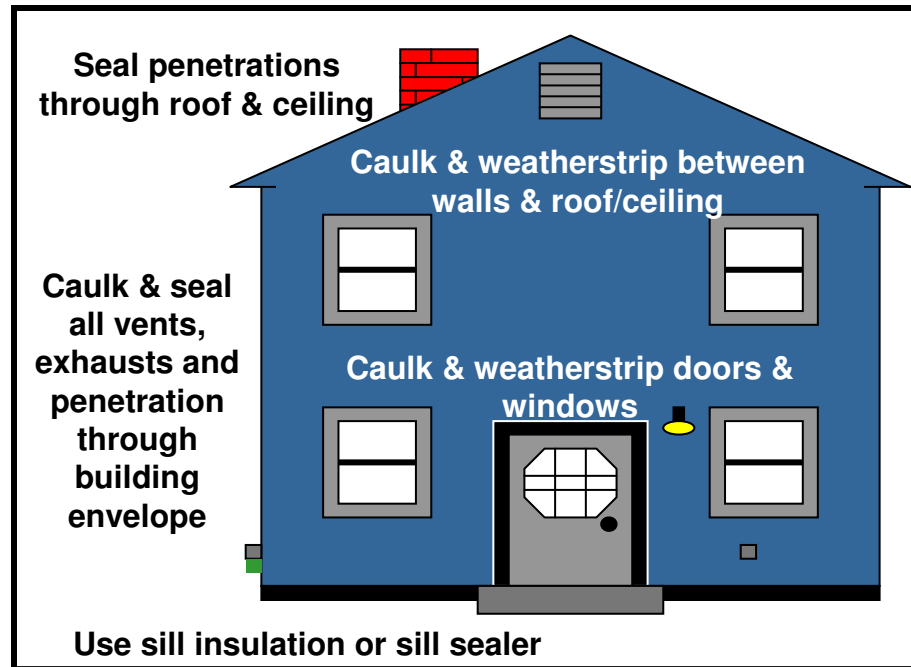 Seal penetrations
through roof & ceiling
Caulk & weatherstrip between
walls & roof/ceiling
Caulk & seal
all vents,
exhausts and
penetration
through
building
envelope
Caulk & weatherstrip doors &
windows
Use sill insulation or sill sealer